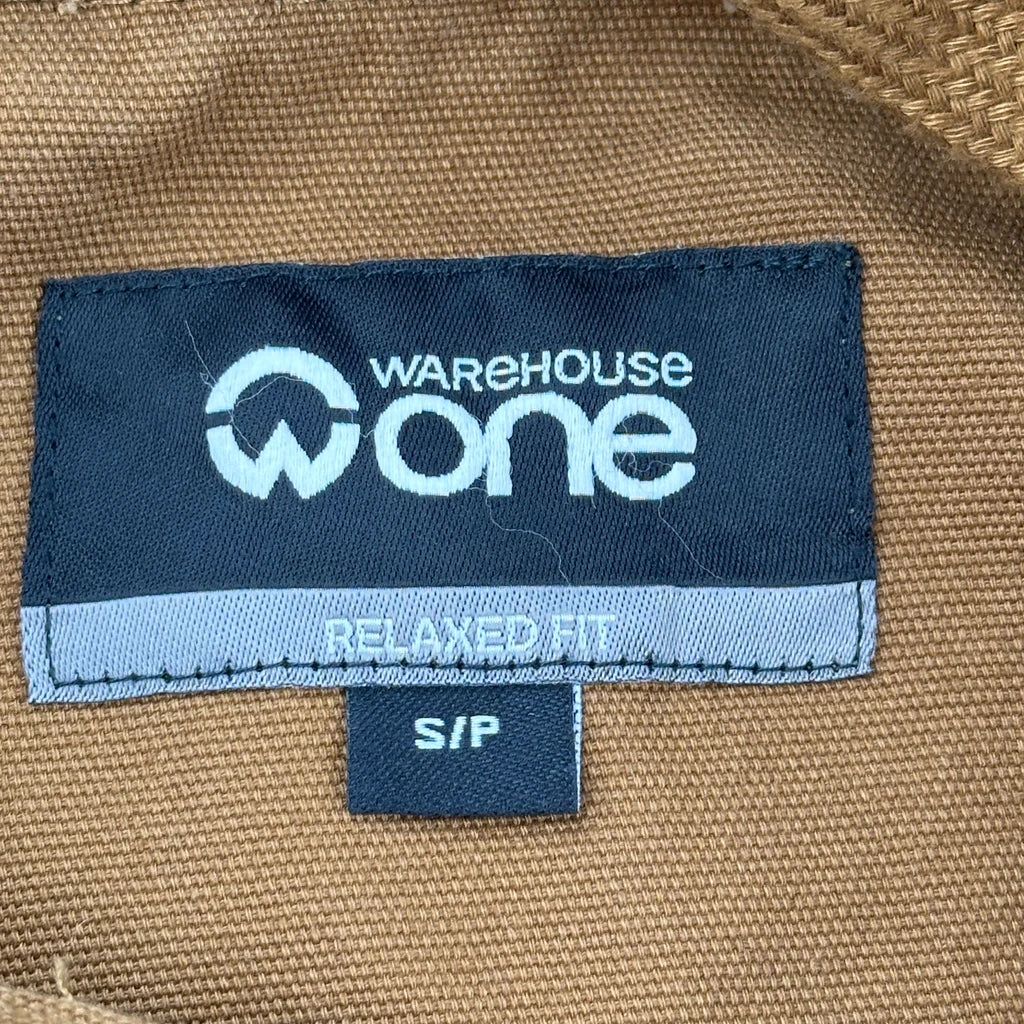 WAREHOUSE
one
RELAXED FIT
S/P